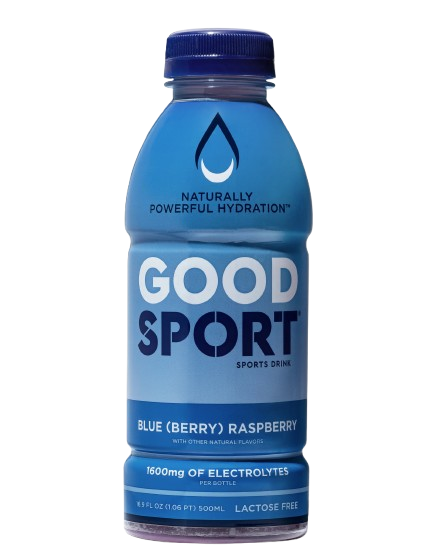 NATURALLY
POWERFUL HYDRATION™
GOOD
SPORT®
SPORTS DRINK
BLUE (BERRY) RASPBERRY
WITH OTHER NATURAL FLAVORS
1600mg OF ELECTROLYTES
PER BOTTLE
16.9 FL OZ (1.06 PT) 500ML LACTOSE FREE